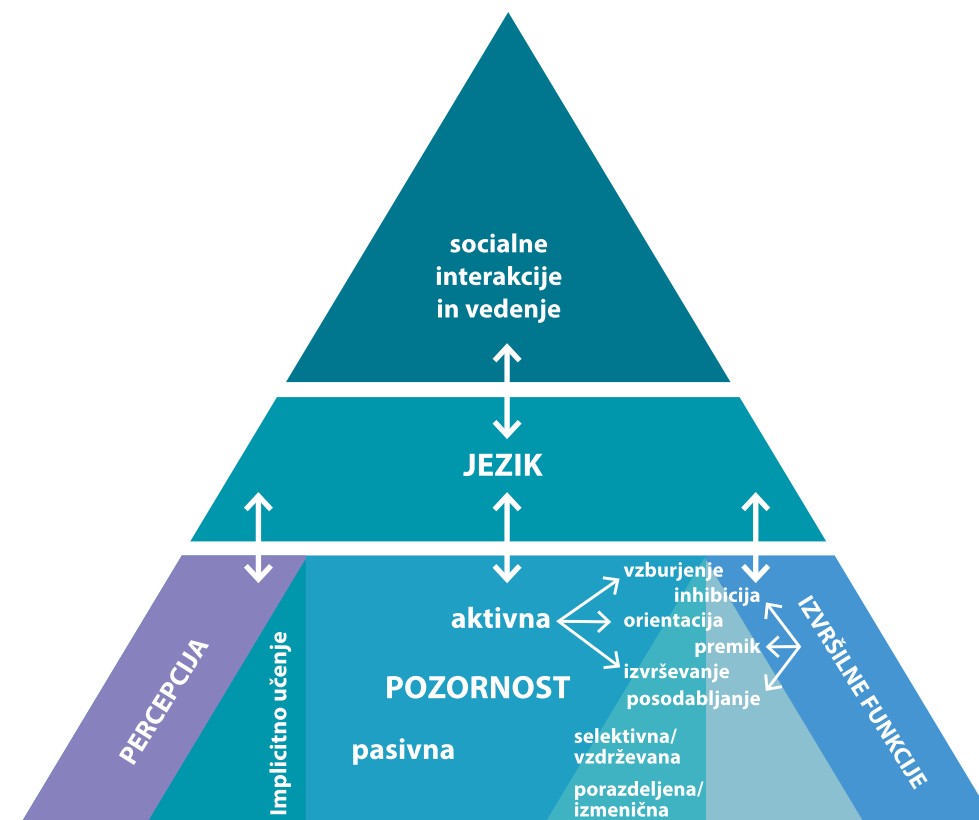 socialne
interakcije
in vedenje
JEZIK
PERCEPCIJA
Implicitno učenje
aktivna
POZORNOST
pasivna
vzburjenje
inhibicija
orientacija
premik
izvrševanje
posodabljanje
selektivna/
vzdrževana
porazdeljena/
izmenična
IZVRŠILNE FUNKCIJE